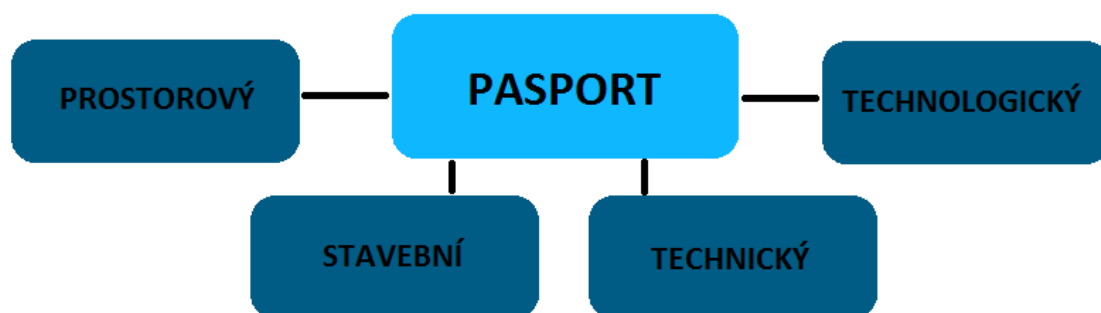 PASPORT
PROSTOROVÝ
TECHNOLOGICKÝ
STAVEBNÍ
TECHNICKÝ